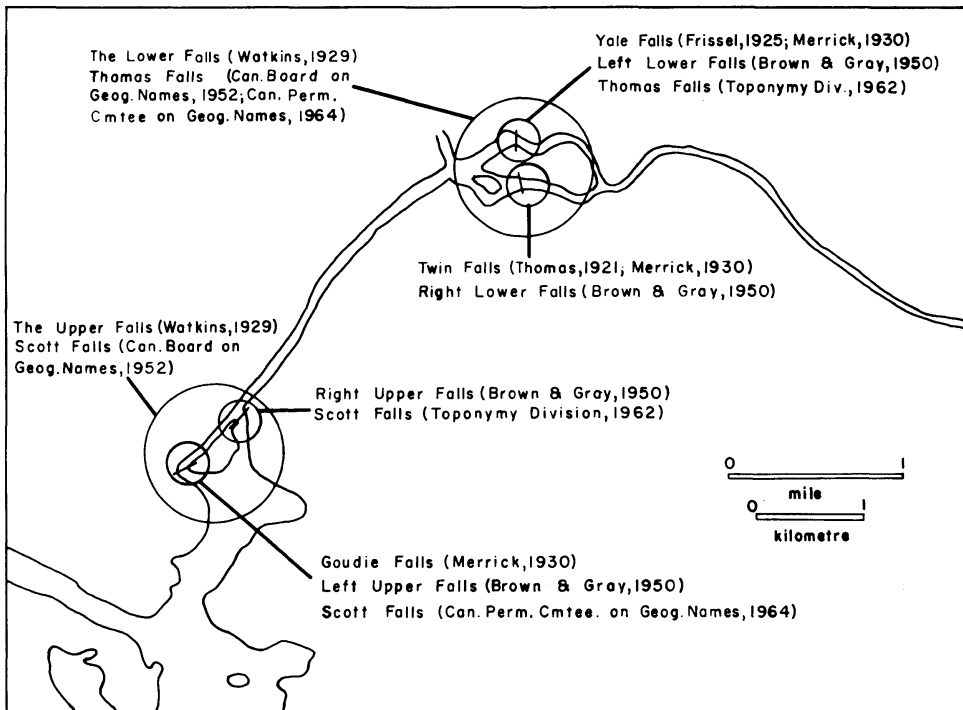 The Lower Falls (Watkins, 1929)
Thomas Falls (Can. Board on
Geog. Names, 1952; Can. Perm.
Cmtee on Geog. Names, 1964)
Yale Falls (Frissel, 1925; Merrick, 1930)
Left Lower Falls (Brown & Gray, 1950)
Thomas Falls (Toponymy Div., 1962)
Twin Falls (Thomas, 1921; Merrick, 1930)
Right Lower Falls (Brown & Gray, 1950)
The Upper Falls (Watkins, 1929)
Scott Falls (Can. Board on
Geog. Names, 1952)
Right Upper Falls (Brown & Gray, 1950)
Scott Falls (Toponymy Division, 1962)
0 1
mile
0 1
kilometre
Goudie Falls (Merrick, 1930)
Left Upper Falls (Brown & Gray, 1950)
Scott Falls (Can. Perm. Cmtee. on Geog. Names, 1964)